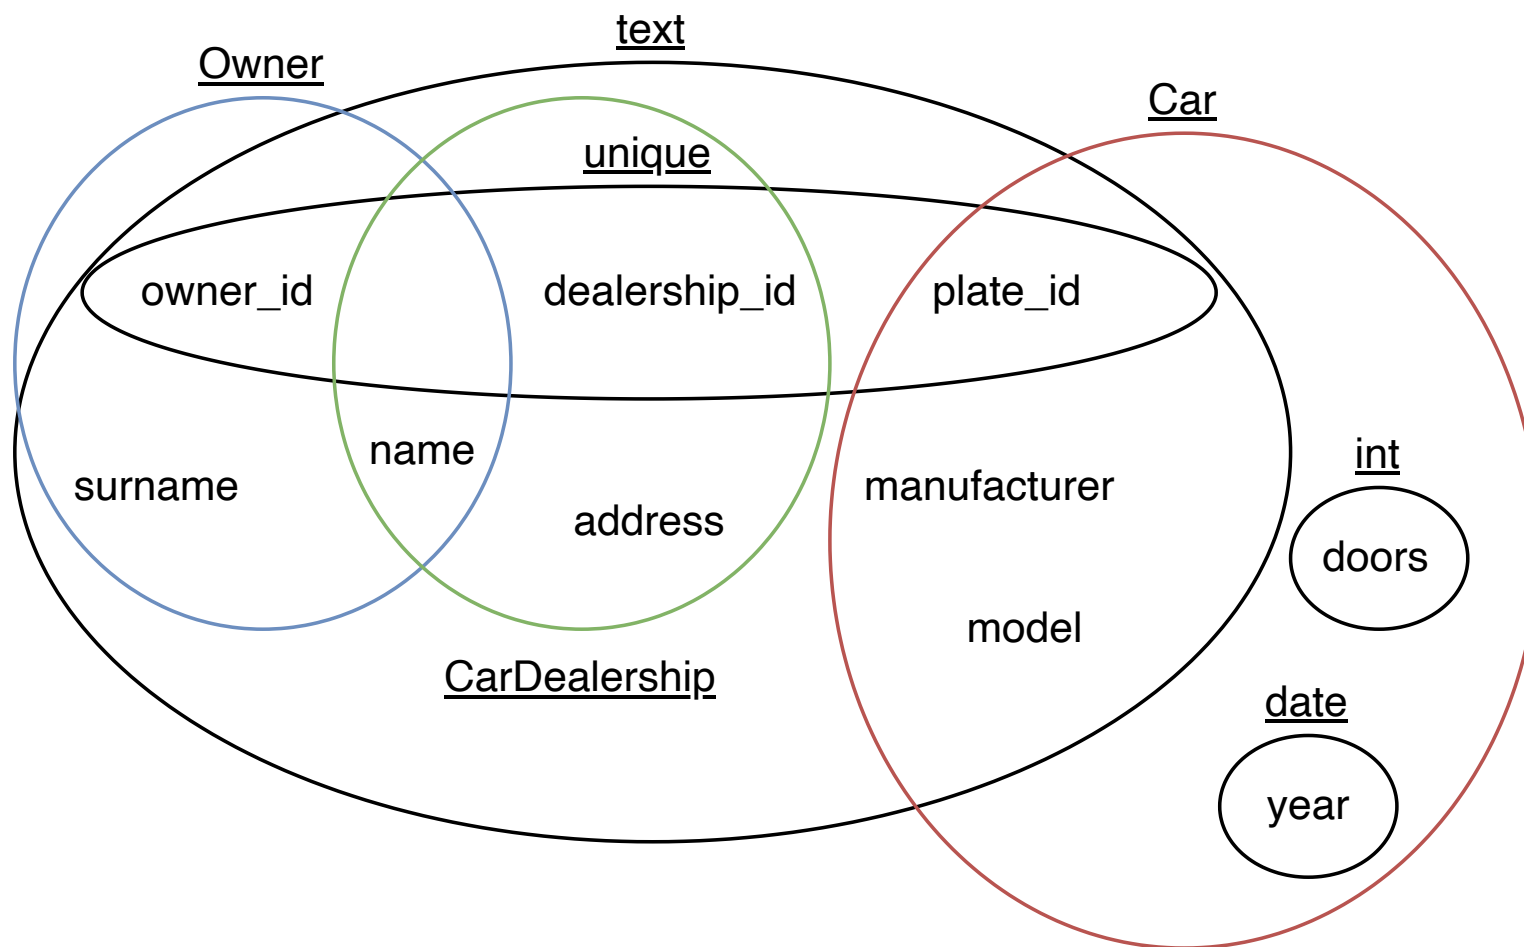 text
Owner
Car
unique
owner_id
dealership_id
plate_id
name
surname
manufacturer
int
address
doors
model
CarDealership
date
year